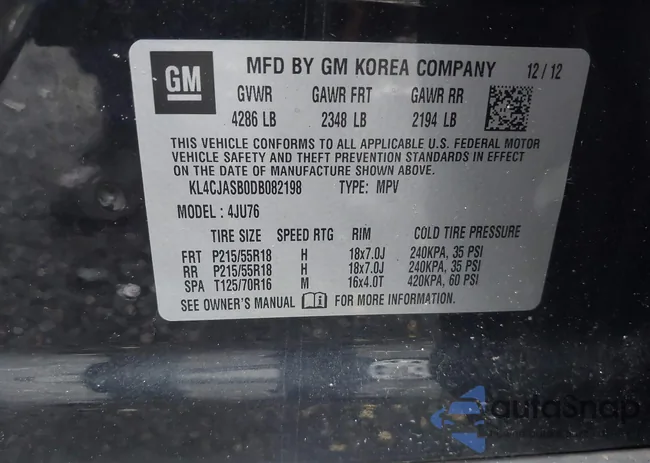 GM
MFD BY GM KOREA COMPANY 12/12
GVWR GAWR FRT GAWR RR
4286 LB 2348 LB 2194 LB
THIS VEHICLE CONFORMS TO ALL APPLICABLE U.S. FEDERAL MOTOR
VEHICLE SAFETY AND THEFT PREVENTION STANDARDS IN EFFECT
ON THE DATE OF MANUFACTURE SHOWN ABOVE.
KL4CJASB0DB082198 TYPE: MPV
MODEL: 4JU76
TIRE SIZE SPEED RTG RIM COLD TIRE PRESSURE
FRT P215/55R18 H 18x7.0J 240KPA, 35 PSI
RR P215/55R18 H 18x7.0J 240KPA, 35 PSI
SPA T125/70R16 M 16x4.0T 420KPA, 60 PSI
SEE OWNER'S MANUAL FOR MORE INFORMATION.
autoSnap